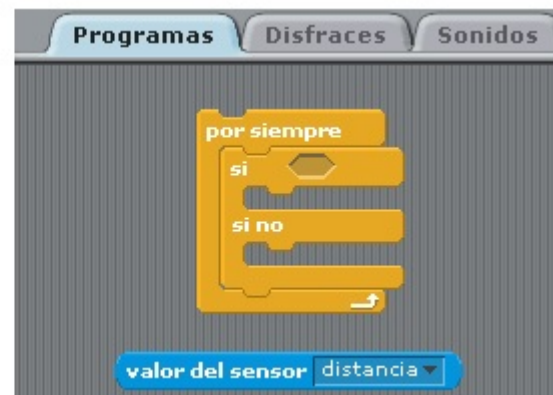 Programas Disfraces Sonidos
por siempre
si
si no
valor del sensor distancia